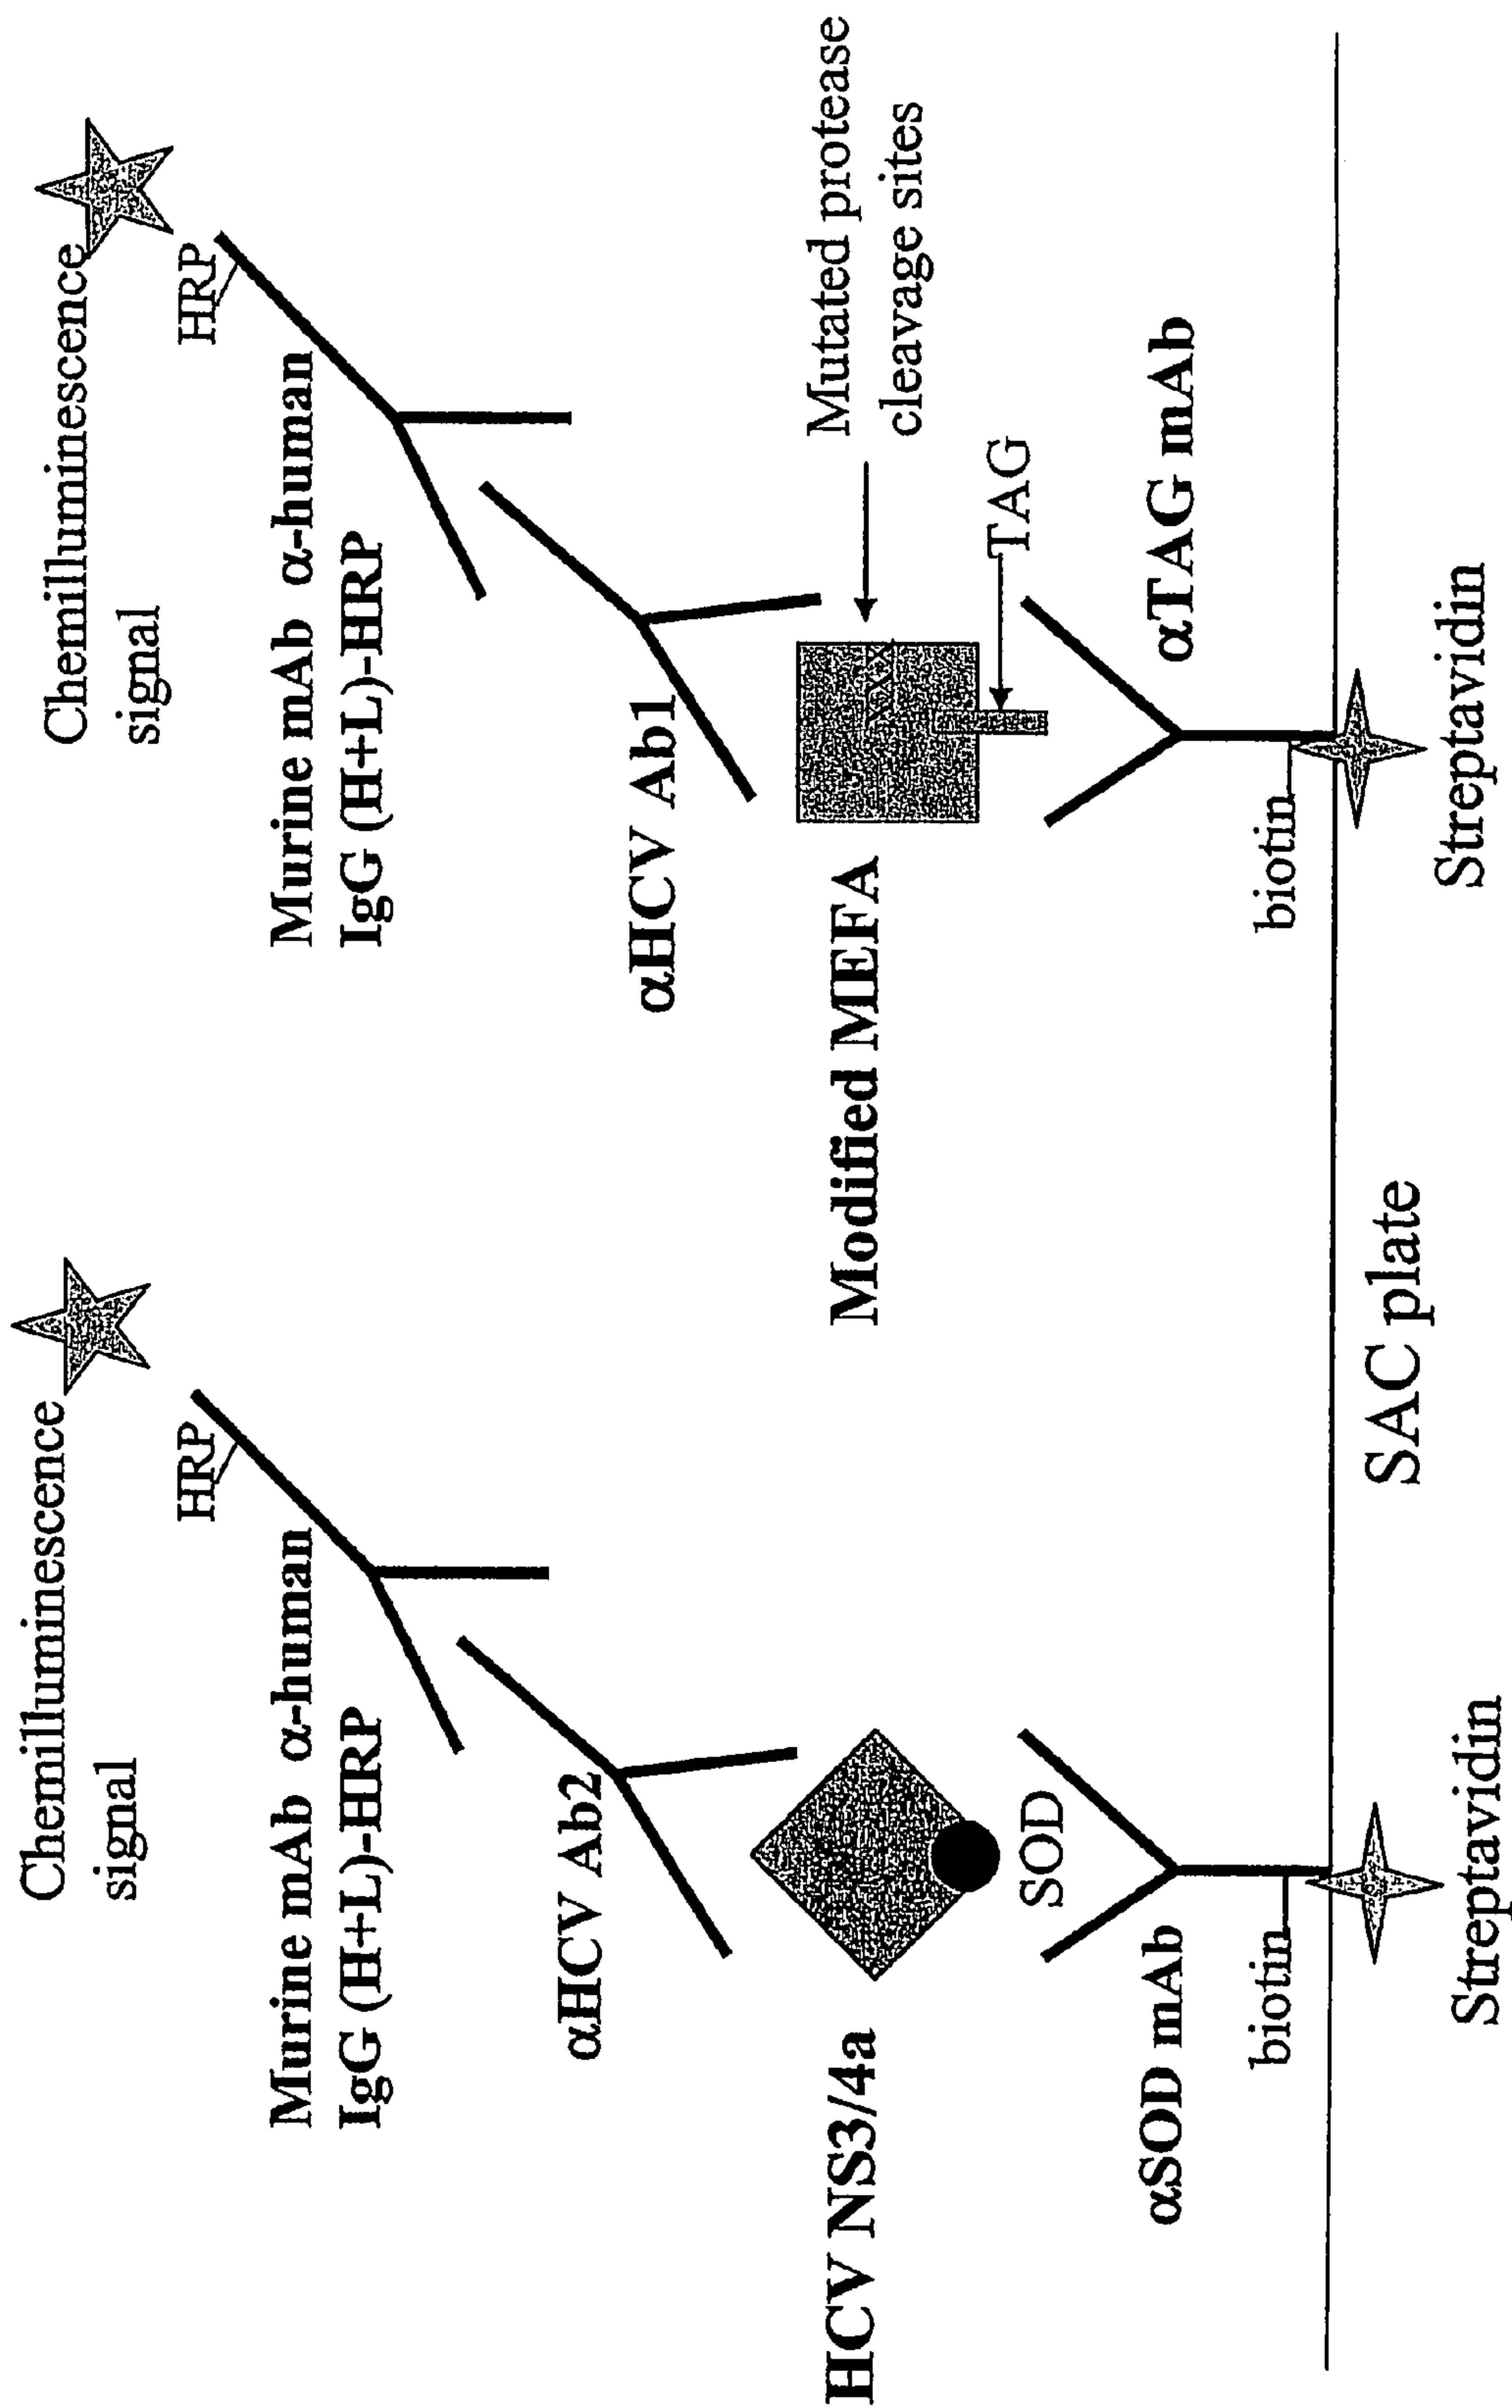 Chemilluminescence
signal
HRP
Murine mAb α-human
IgG (H+L)-HRP
αHCV Ab2
HCV NS3/4a
SOD
αSOD mAb
biotin
Streptavidin
SAC plate
Chemilluminescence
signal
HRP
Murine mAb α-human
IgG (H+L)-HRP
αHCV Ab1
Modified MEFA
Mutated protease
cleavage sites
XXX
TAG
αTAG mAb
biotin
Streptavidin